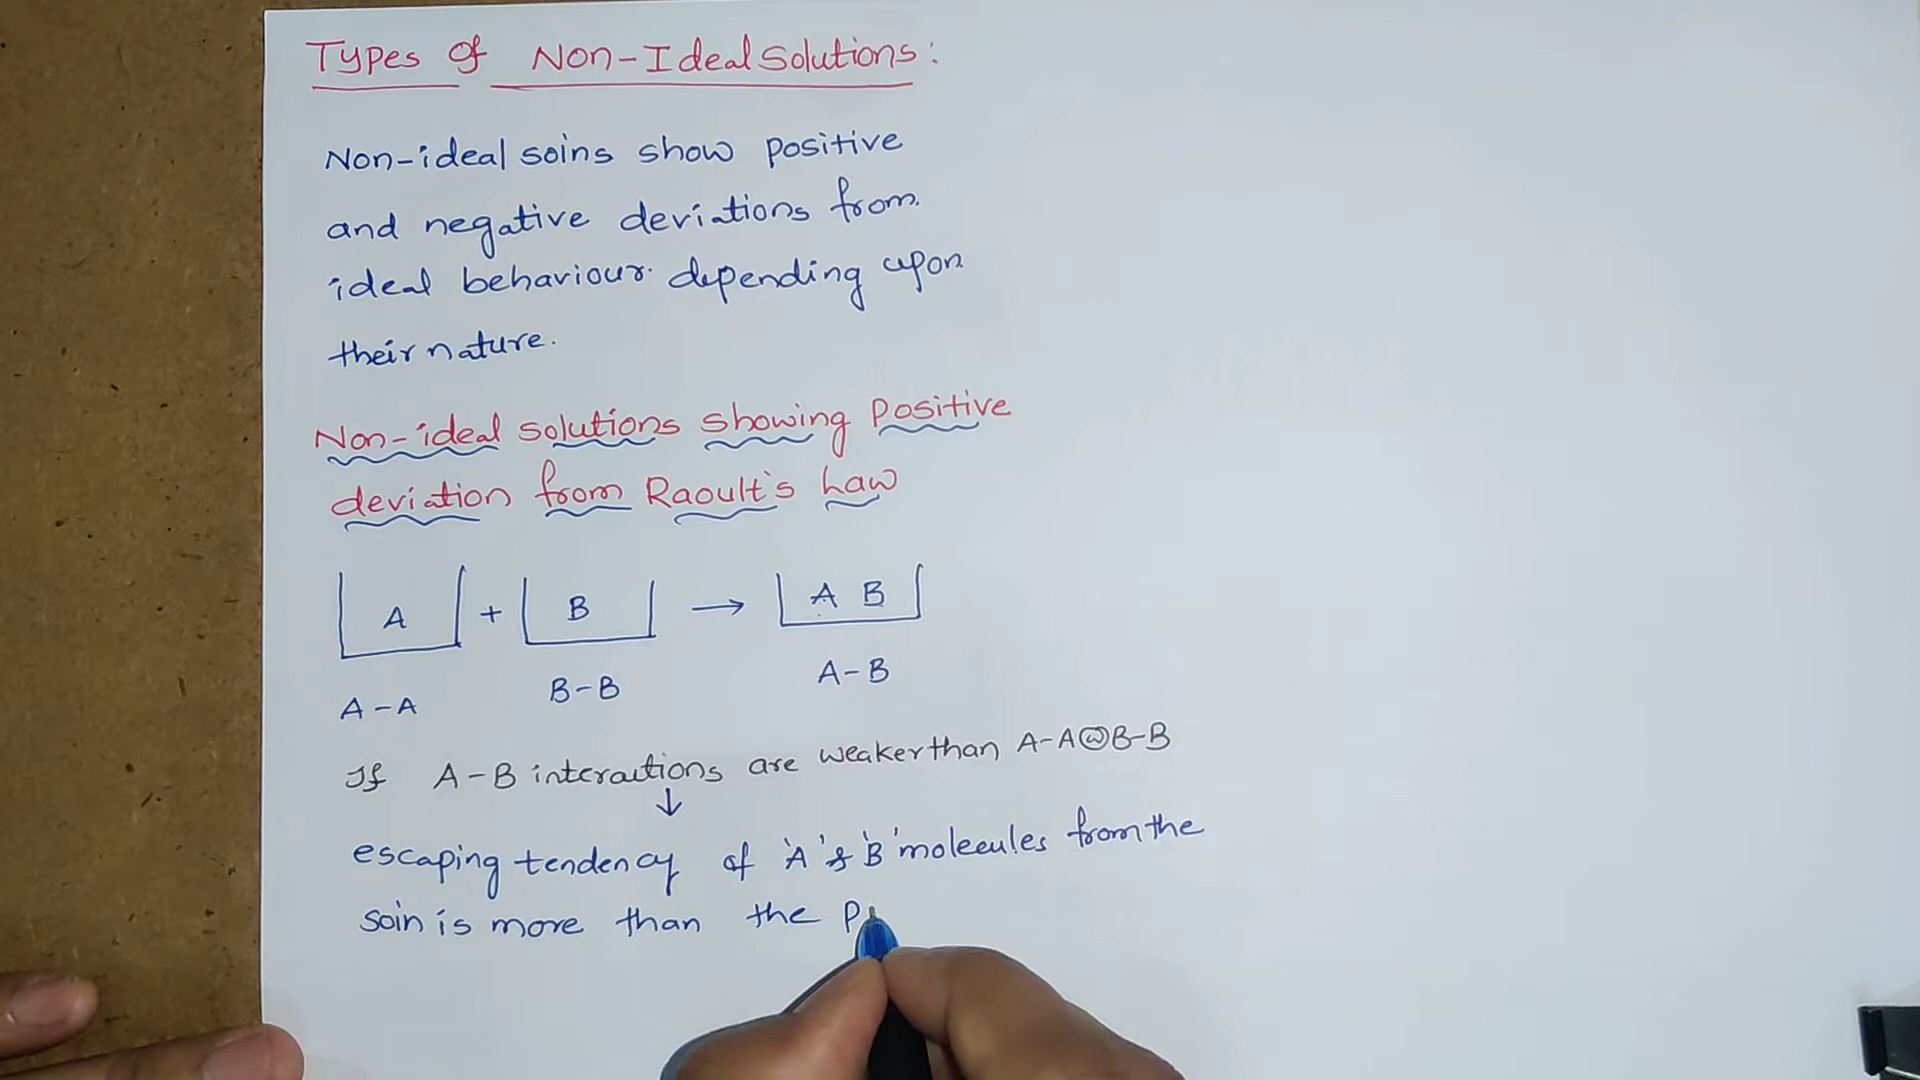 Types of Non-Ideal Solutions:
Non-ideal soins show positive
and negative deviations from
ideal behaviour depending upon
their nature.
Non-ideal solutions showing Positive
deviation from Raoult's Law
A + B → A B
A-A B-B A-B
If A-B interactions are weaker than A-A B-B
↓
escaping tendency of 'A' & 'B' molecules from the
soin is more than the